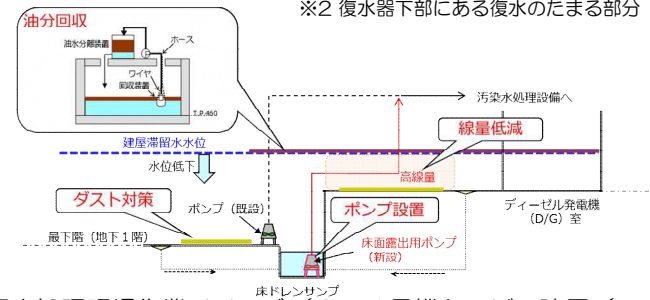 ※2 復水器下部にある復水のたまる部分
油分回収
油水分離装置
ホース
ワイヤ
回収装置
T.P.460
汚染水処理設備へ
建屋滞留水水位
線量低減
水位低下
高線量
ダスト対策
ポンプ(既設)
ポンプ設置
ディーゼル発電機
(D/G)室
最下階(地下1階)
床面露出用ポンプ
(新設)
床ドレンサンプ